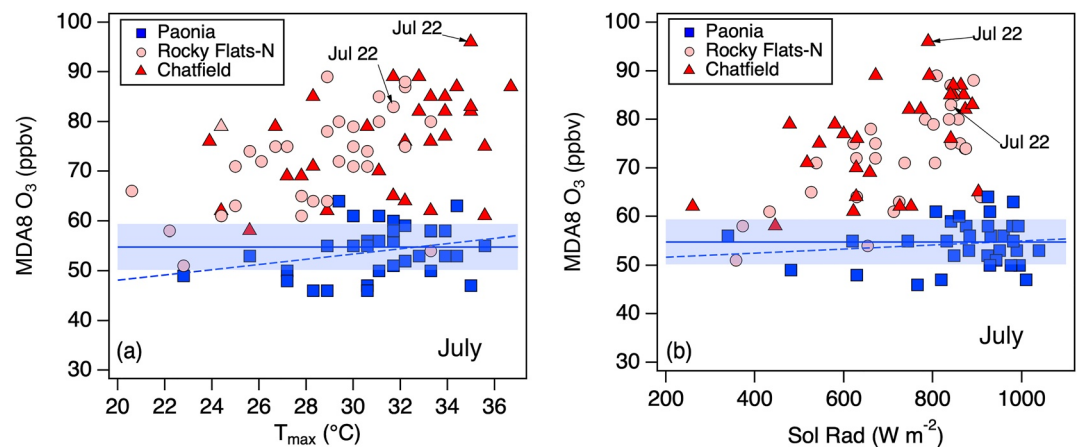 100
90
80
70
60
50
40
30
MDA8 O3 (ppbv)
Paonia
Rocky Flats-N
Chatfield
Jul 22
Jul 22
(a)
July
20 22 24 26 28 30 32 34 36
Tmax (°C)
100
90
80
70
60
50
40
30
MDA8 O3 (ppbv)
Paonia
Rocky Flats-N
Chatfield
Jul 22
Jul 22
(b)
July
200 400 600 800 1000
Sol Rad (W m-2)